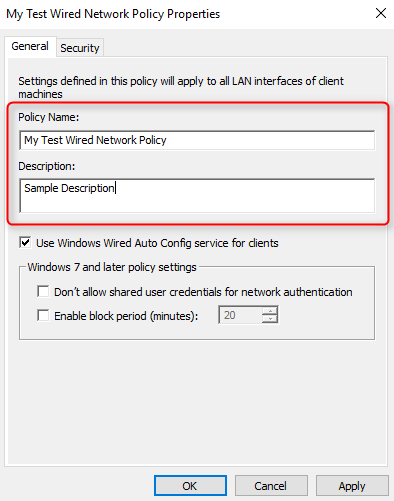 My Test Wired Network Policy Properties
General
Security
Settings defined in this policy will apply to all LAN interfaces of client
machines
Policy Name:
My Test Wired Network Policy
Description:
Sample Description
Use Windows Wired Auto Config service for clients
Windows 7 and later policy settings
Don't allow shared user credentials for network authentication
Enable block period (minutes):
20
OK
Cancel
Apply